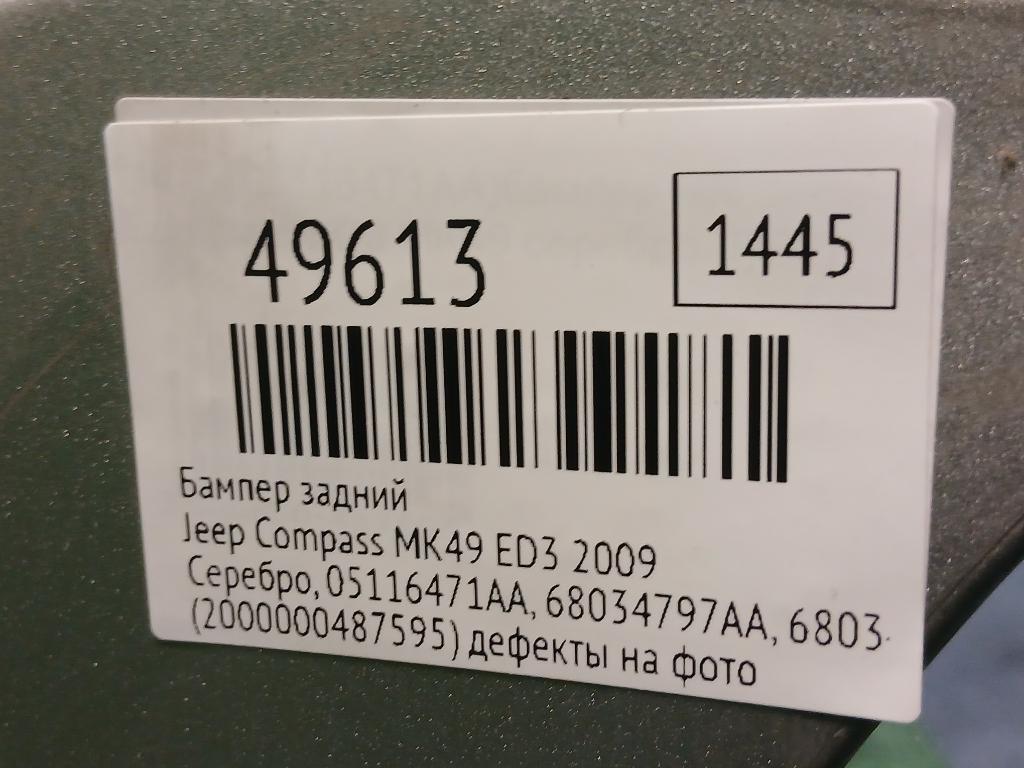 49613
1445
Бампер задний
Jeep Compass MK49 ED3 2009
Серебро, 05116471AA, 68034797AA, 6803
(2000000487595) дефекты на фото